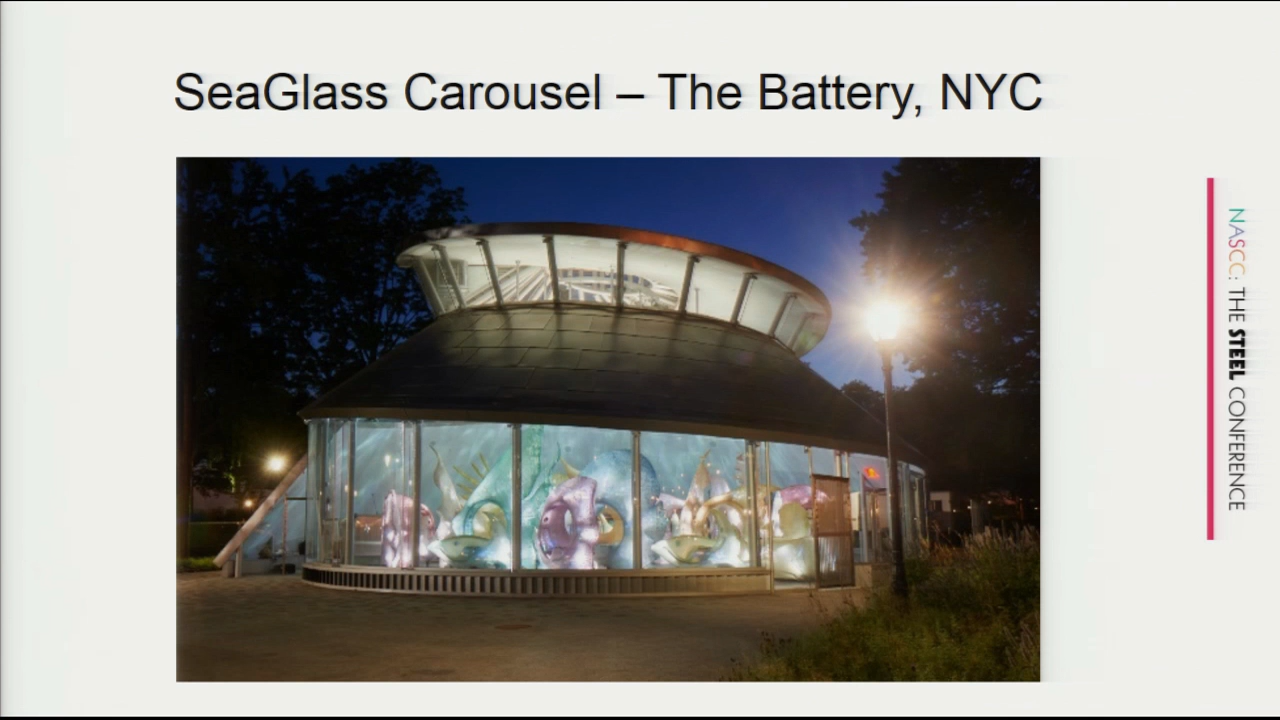 SeaGlass Carousel – The Battery, NYC
NASCC: THE STEEL CONFERENCE